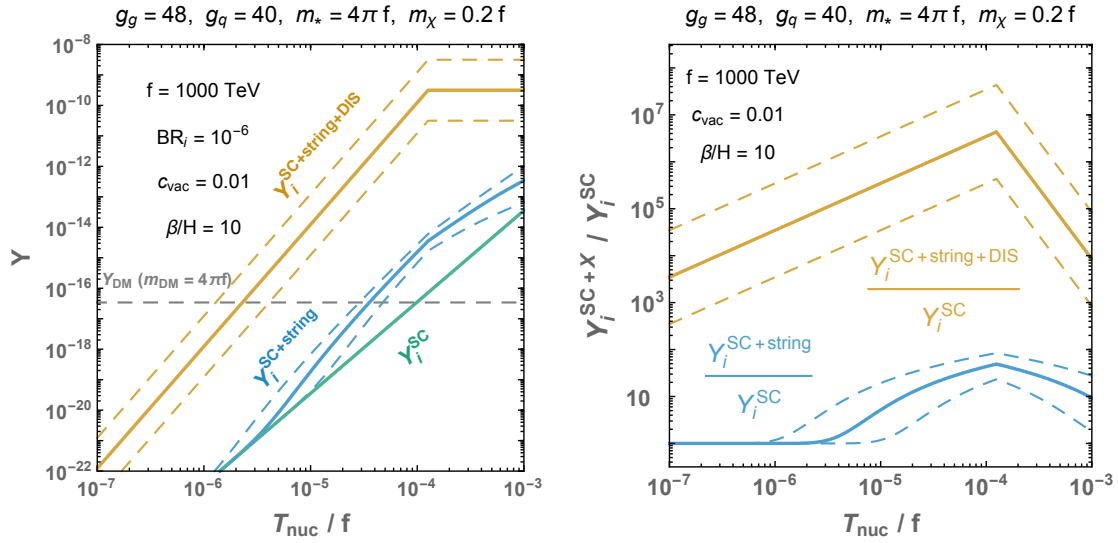 g_g = 48, g_q = 40, m_* = 4π f, m_χ = 0.2 f
10^-8
10^-10
10^-12
10^-14
10^-16
10^-18
10^-20
10^-22
Y
f = 1000 TeV
BR_i = 10^-6
c_vac = 0.01
β/H = 10
Y_i^SC+string+DIS
Y_DM (m_DM = 4πf)
Y_i^SC+string
Y_i^SC
10^-7
10^-6
10^-5
10^-4
10^-3
T_nuc / f
g_g = 48, g_q = 40, m_* = 4π f, m_χ = 0.2 f
10^7
10^5
10^3
10
Y_i^SC+X / Y_i^SC
f = 1000 TeV
c_vac = 0.01
β/H = 10
Y_i^SC+string+DIS
Y_i^SC
Y_i^SC+string
Y_i^SC
10^-7
10^-6
10^-5
10^-4
10^-3
T_nuc / f